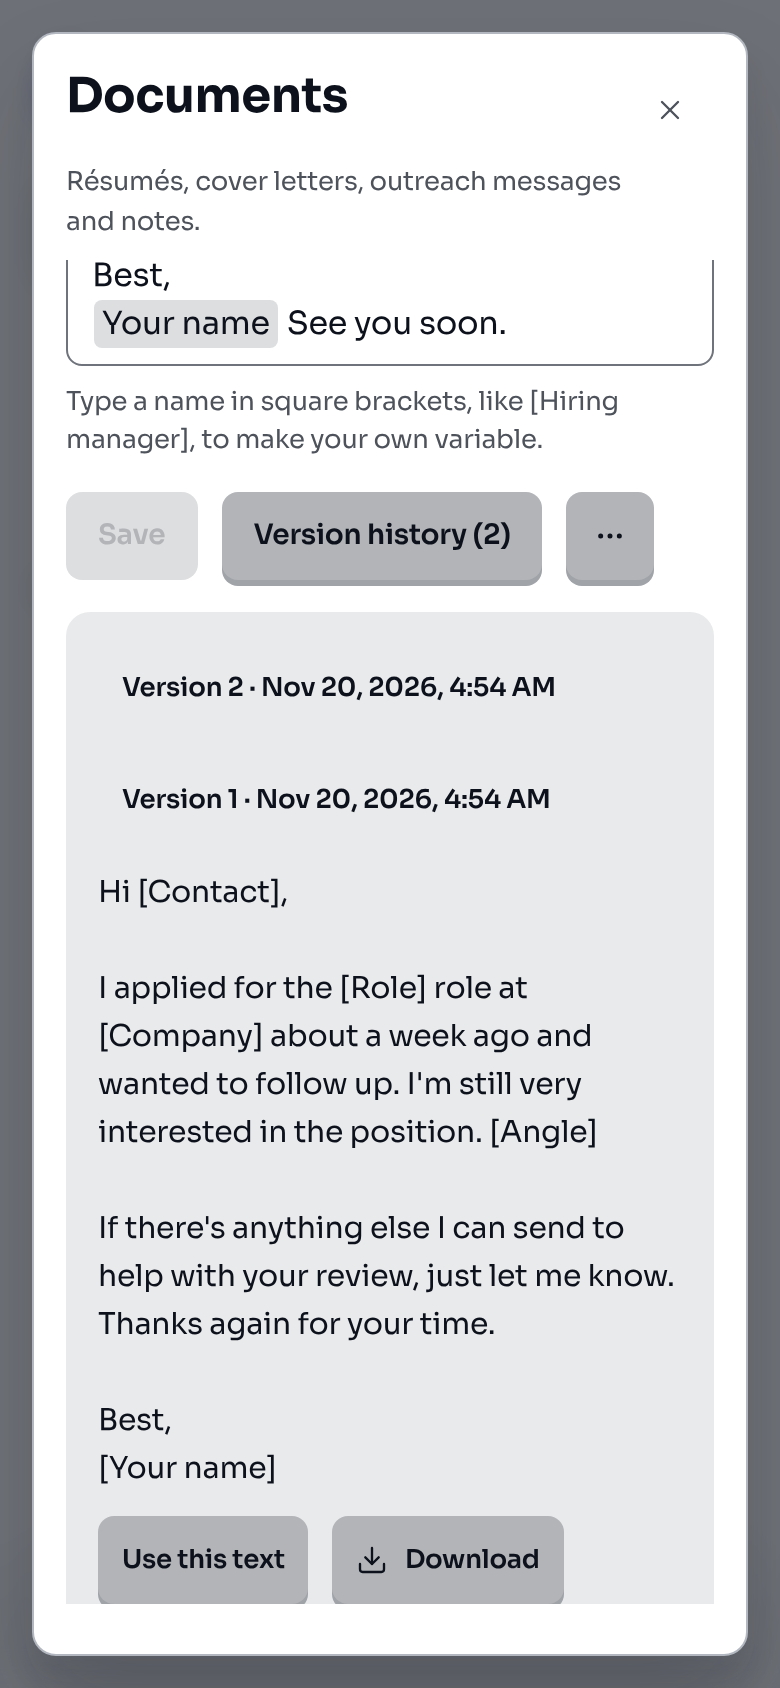 Documents
Résumés, cover letters, outreach messages
and notes.
Best,
Your name See you soon.
Type a name in square brackets, like [Hiring
manager], to make your own variable.
Save
Version history (2)
...
Version 2 · Nov 20, 2026, 4:54 AM
Version 1 · Nov 20, 2026, 4:54 AM
Hi [Contact],
I applied for the [Role] role at
[Company] about a week ago and
wanted to follow up. I'm still very
interested in the position. [Angle]
If there's anything else I can send to
help with your review, just let me know.
Thanks again for your time.
Best,
[Your name]
Use this text
Download